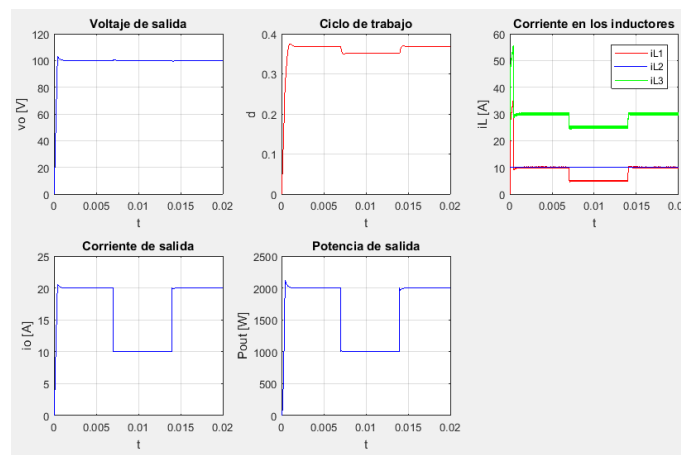 Voltaje de salida
120
100
80
60
40
20
0
vo [V]
0 0.005 0.01 0.015 0.02
t
Ciclo de trabajo
0.4
0.3
0.2
0.1
0
d
0 0.005 0.01 0.015 0.02
t
Corriente en los inductores
60
50
40
30
20
10
0
iL [A]
iL1
iL2
iL3
0 0.005 0.01 0.015 0.02
t
Corriente de salida
25
20
15
10
5
0
io [A]
0 0.005 0.01 0.015 0.02
t
Potencia de salida
2500
2000
1500
1000
500
0
Pout [W]
0 0.005 0.01 0.015 0.02
t